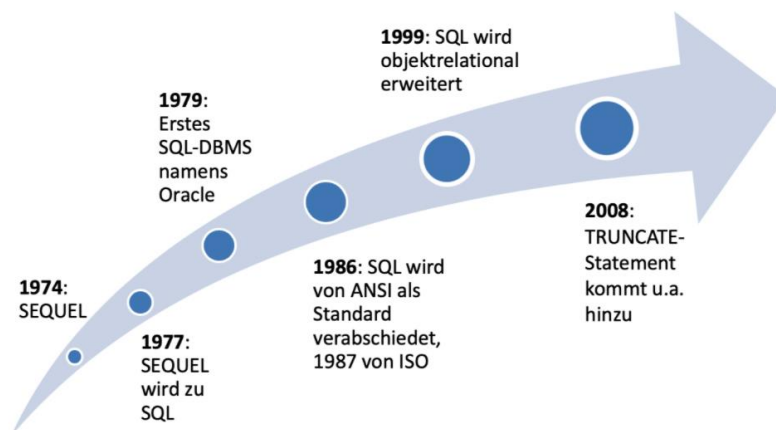 1974:
SEQUEL
1977:
SEQUEL
wird zu
SQL
1979:
Erstes
SQL-DBMS
namens
Oracle
1986: SQL wird
von ANSI als
Standard
verabschiedet,
1987 von ISO
1999: SQL wird
objektrelational
erweitert
2008:
TRUNCATE-
Statement
kommt u.a.
hinzu